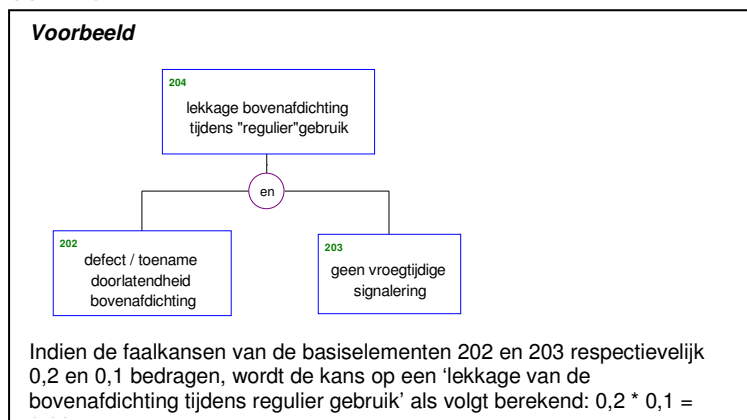 Voorbeeld
204
lekkage bovenafdichting
tijdens "regulier"gebruik
en
202
defect / toename
doorlatendheid
bovenafdichting
203
geen vroegtijdige
signalering
Indien de faalkansen van de basiselementen 202 en 203 respectievelijk
0,2 en 0,1 bedragen, wordt de kans op een ‘lekkage van de
bovenafdichting tijdens regulier gebruik’ als volgt berekend: 0,2 * 0,1 =